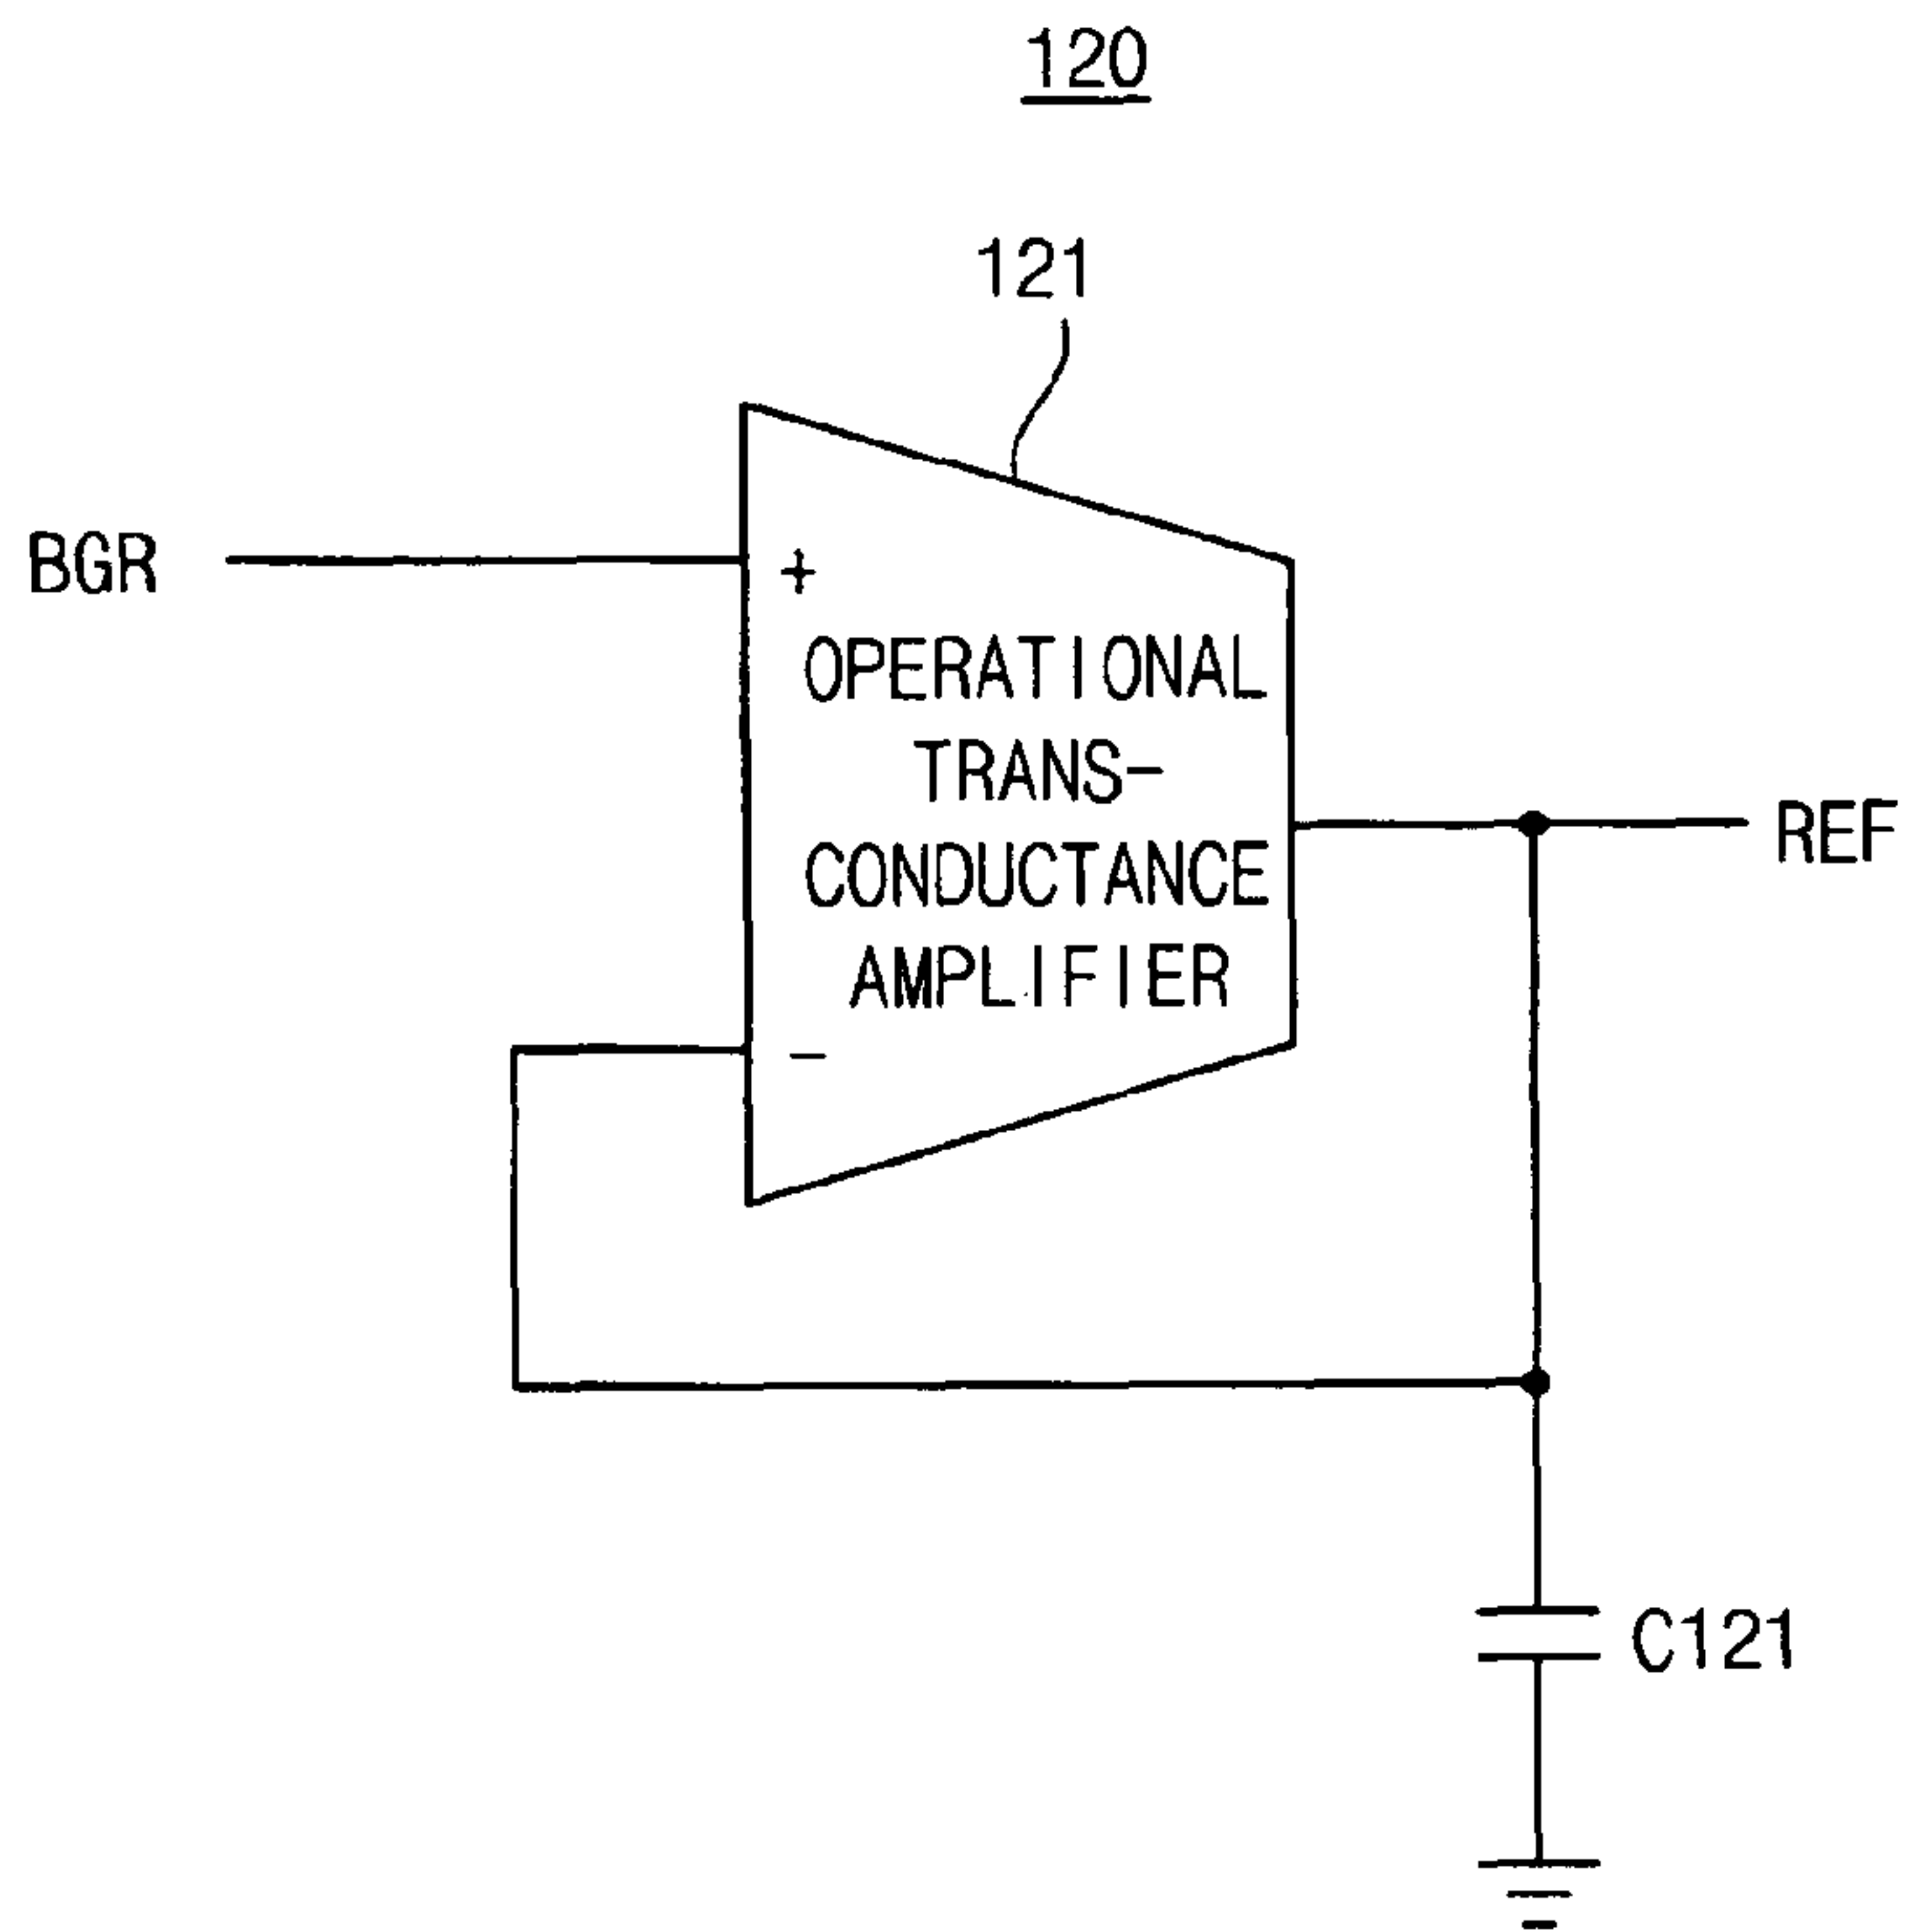 120
121
BGR
+
OPERATIONAL
TRANS-
CONDUCTANCE
AMPLIFIER
-
REF
C121